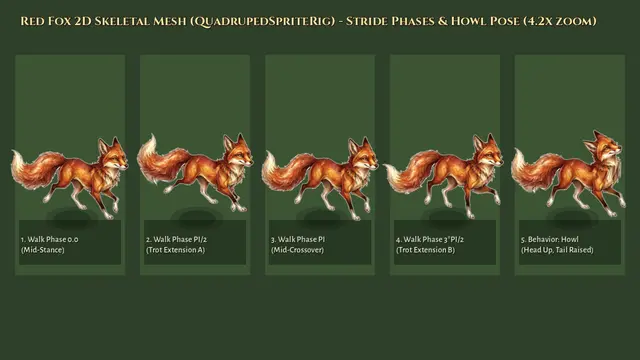 Red Fox 2D Skeletal Mesh (QuadrupedSpriteRig) - Stride Phases & Howl Pose (4.2x zoom)
1. Walk Phase 0.0
(Mid-Stance)
2. Walk Phase PI/2
(Trot Extension A)
3. Walk Phase PI
(Mid-Crossover)
4. Walk Phase 3*PI/2
(Trot Extension B)
5. Behavior: Howl
(Head Up, Tail Raised)